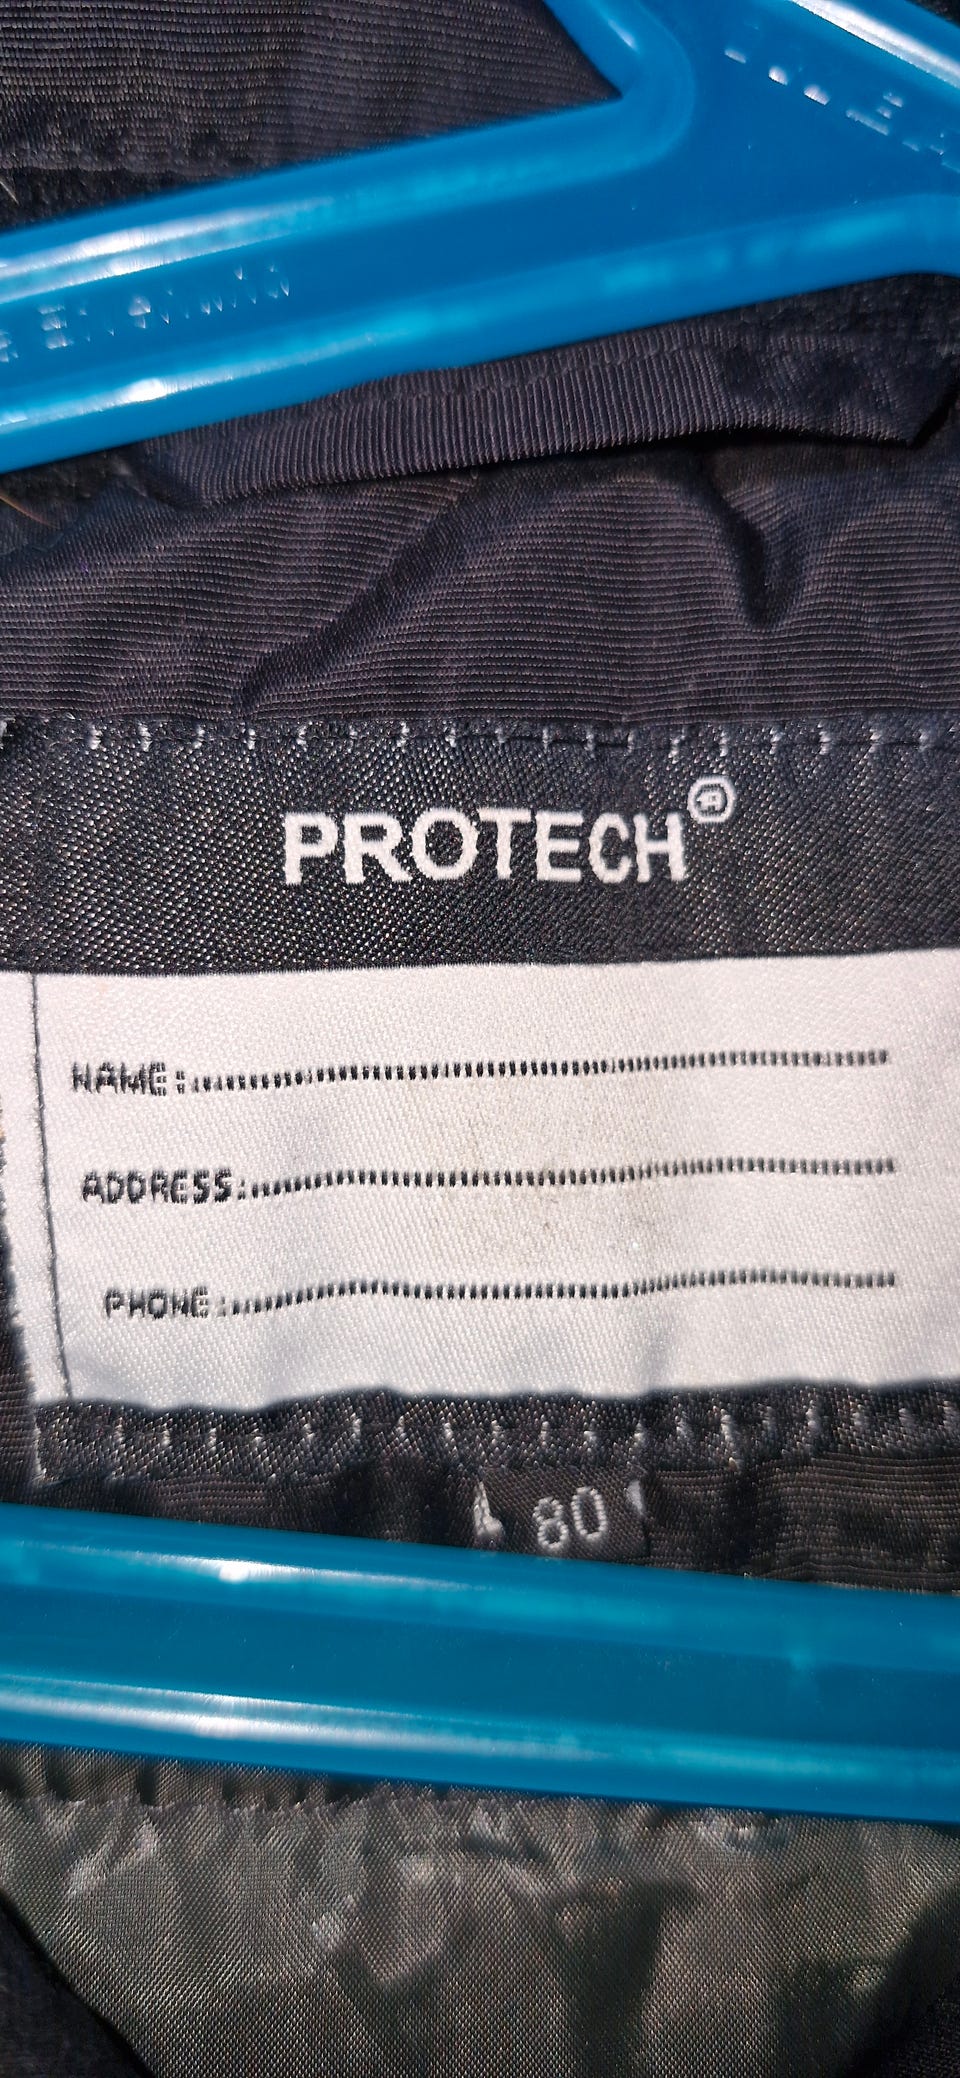 PROTECH®
NAME:
ADDRESS:
PHONE:
80